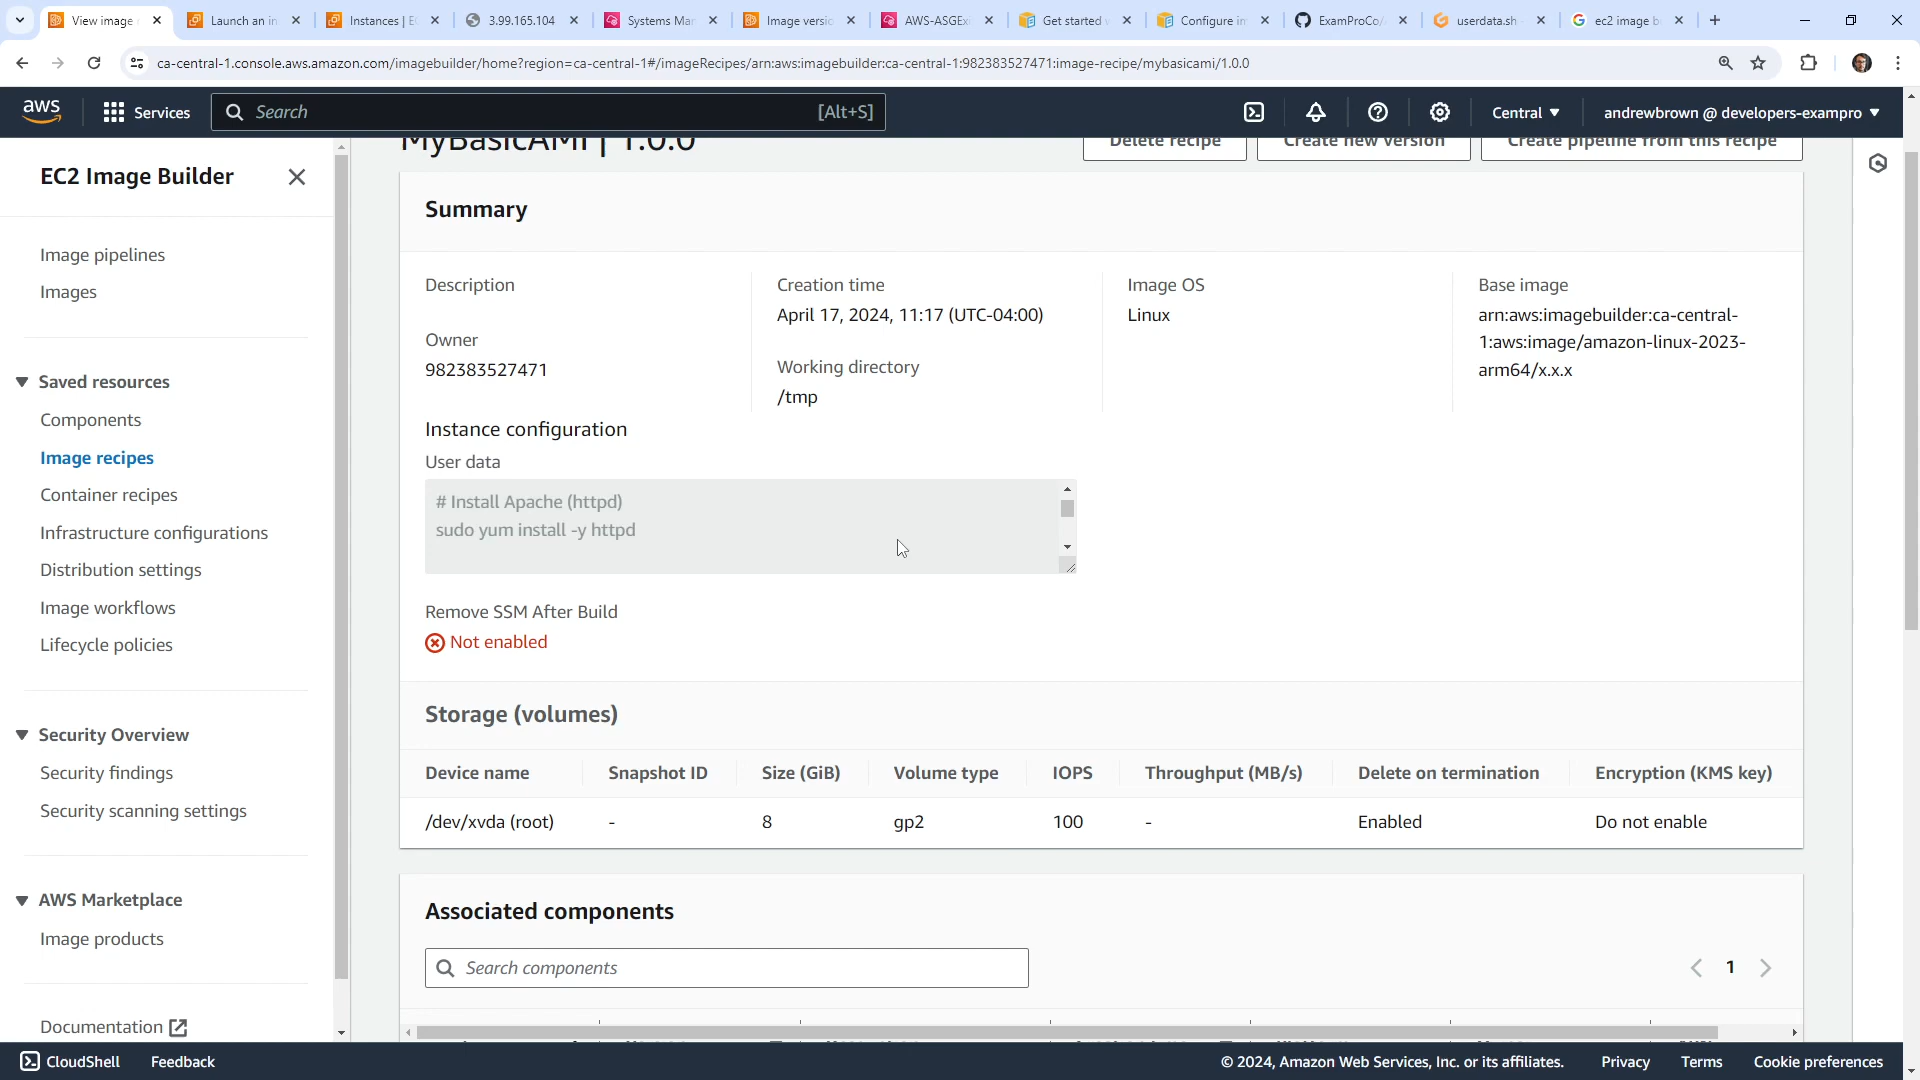 View image
Launch an in
Instances | E
3.99.165.104
Systems Mar
Image versio
AWS-ASGExi
Get started w
Configure in
ExamProCo/
userdata.sh
ec2 image b
ca-central-1.console.aws.amazon.com/imagebuilder/home?region=ca-central-1#/imageRecipes/arn:aws:imagebuilder:ca-central-1:982383527471:image-recipe/mybasicami/1.0.0
aws
Services
Search
[Alt+S]
Central
andrewbrown @ developers-exampro
MyBasicAMI | 1.0.0
Delete recipe
Create new version
Create pipeline from this recipe
EC2 Image Builder
Image pipelines
Images
Saved resources
Components
Image recipes
Container recipes
Infrastructure configurations
Distribution settings
Image workflows
Lifecycle policies
Security Overview
Security findings
Security scanning settings
AWS Marketplace
Image products
Documentation
Summary
Description
Owner
982383527471
Creation time
April 17, 2024, 11:17 (UTC-04:00)
Working directory
/tmp
Image OS
Linux
Base image
arn:aws:imagebuilder:ca-central-
1:aws:image/amazon-linux-2023-
arm64/x.x.x
Instance configuration
User data
# Install Apache (httpd)
sudo yum install -y httpd
Remove SSM After Build
Not enabled
Storage (volumes)
Device name
Snapshot ID
Size (GiB)
Volume type
IOPS
Throughput (MB/s)
Delete on termination
Encryption (KMS key)
/dev/xvda (root)
-
8
gp2
100
-
Enabled
Do not enable
Associated components
Search components
1
CloudShell
Feedback
© 2024, Amazon Web Services, Inc. or its affiliates.
Privacy
Terms
Cookie preferences